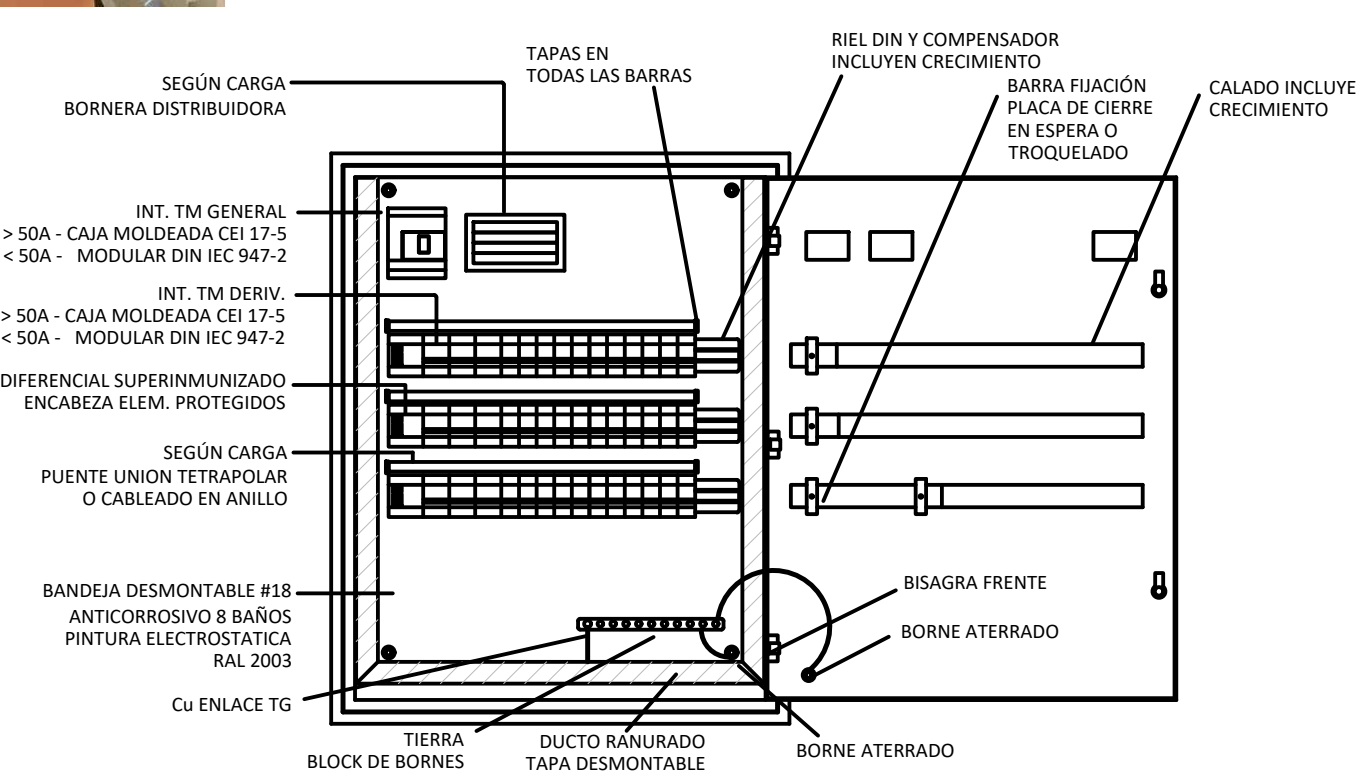 SEGÚN CARGA
BORNERA DISTRIBUIDORA
TAPAS EN
TODAS LAS BARRAS
RIEL DIN Y COMPENSADOR
INCLUYEN CRECIMIENTO
BARRA FIJACIÓN
PLACA DE CIERRE
EN ESPERA O
TROQUELADO
CALADO INCLUYE
CRECIMIENTO
INT. TM GENERAL
> 50A - CAJA MOLDEADA CEI 17-5
< 50A - MODULAR DIN IEC 947-2
INT. TM DERIV.
> 50A - CAJA MOLDEADA CEI 17-5
< 50A - MODULAR DIN IEC 947-2
DIFERENCIAL SUPERINMUNIZADO
ENCABEZA ELEM. PROTEGIDOS
SEGÚN CARGA
PUENTE UNION TETRAPOLAR
O CABLEADO EN ANILLO
BANDEJA DESMONTABLE #18
ANTICORROSIVO 8 BAÑOS
PINTURA ELECTROSTATICA
RAL 2003
Cu ENLACE TG
TIERRA
BLOCK DE BORNES
DUCTO RANURADO
TAPA DESMONTABLE
BORNE ATERRADO
BISAGRA FRENTE
BORNE ATERRADO